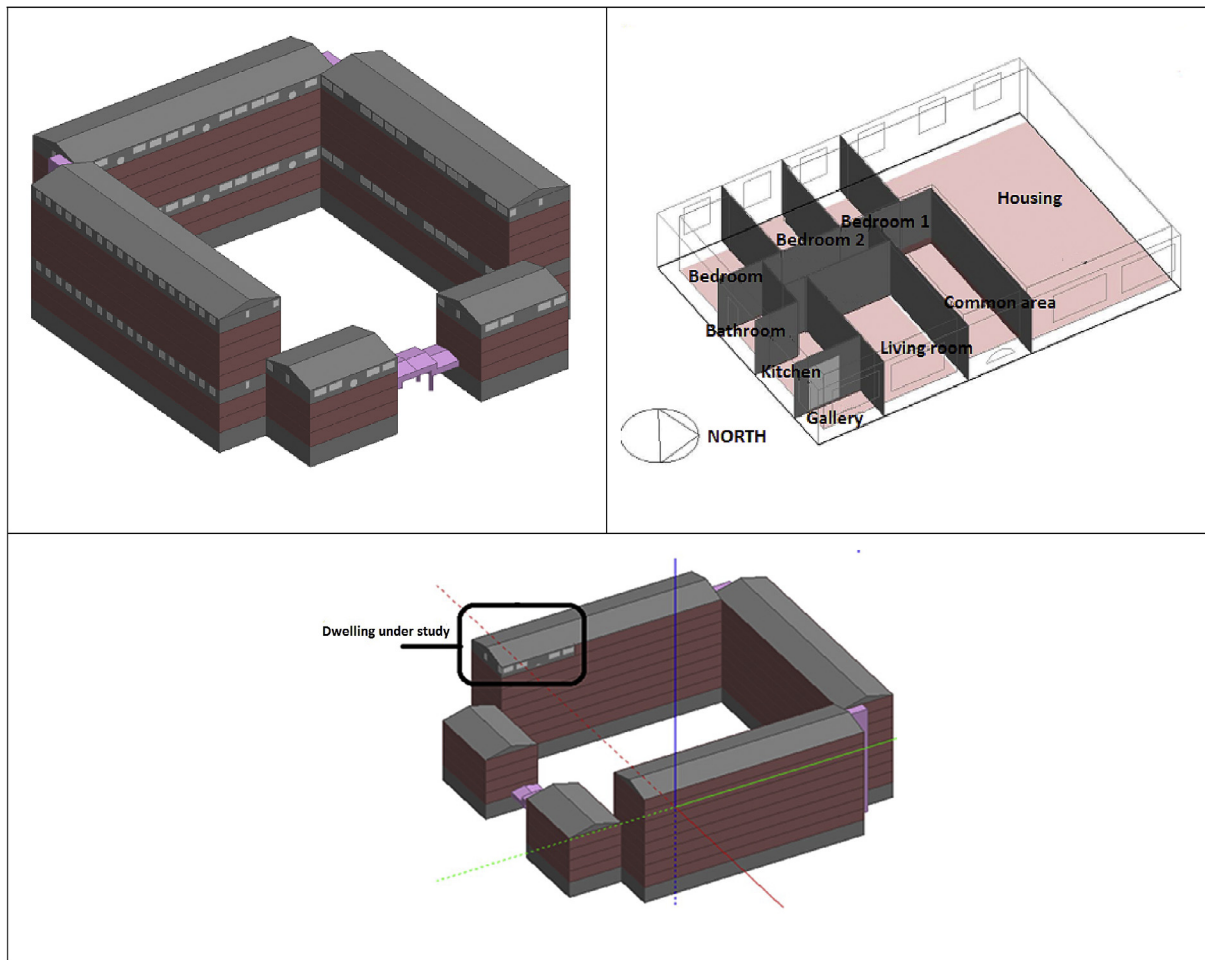 Housing
Bedroom 1
Bedroom 2
Bedroom
Common area
Bathroom
Living room
Kitchen
Gallery
NORTH
Dwelling under study